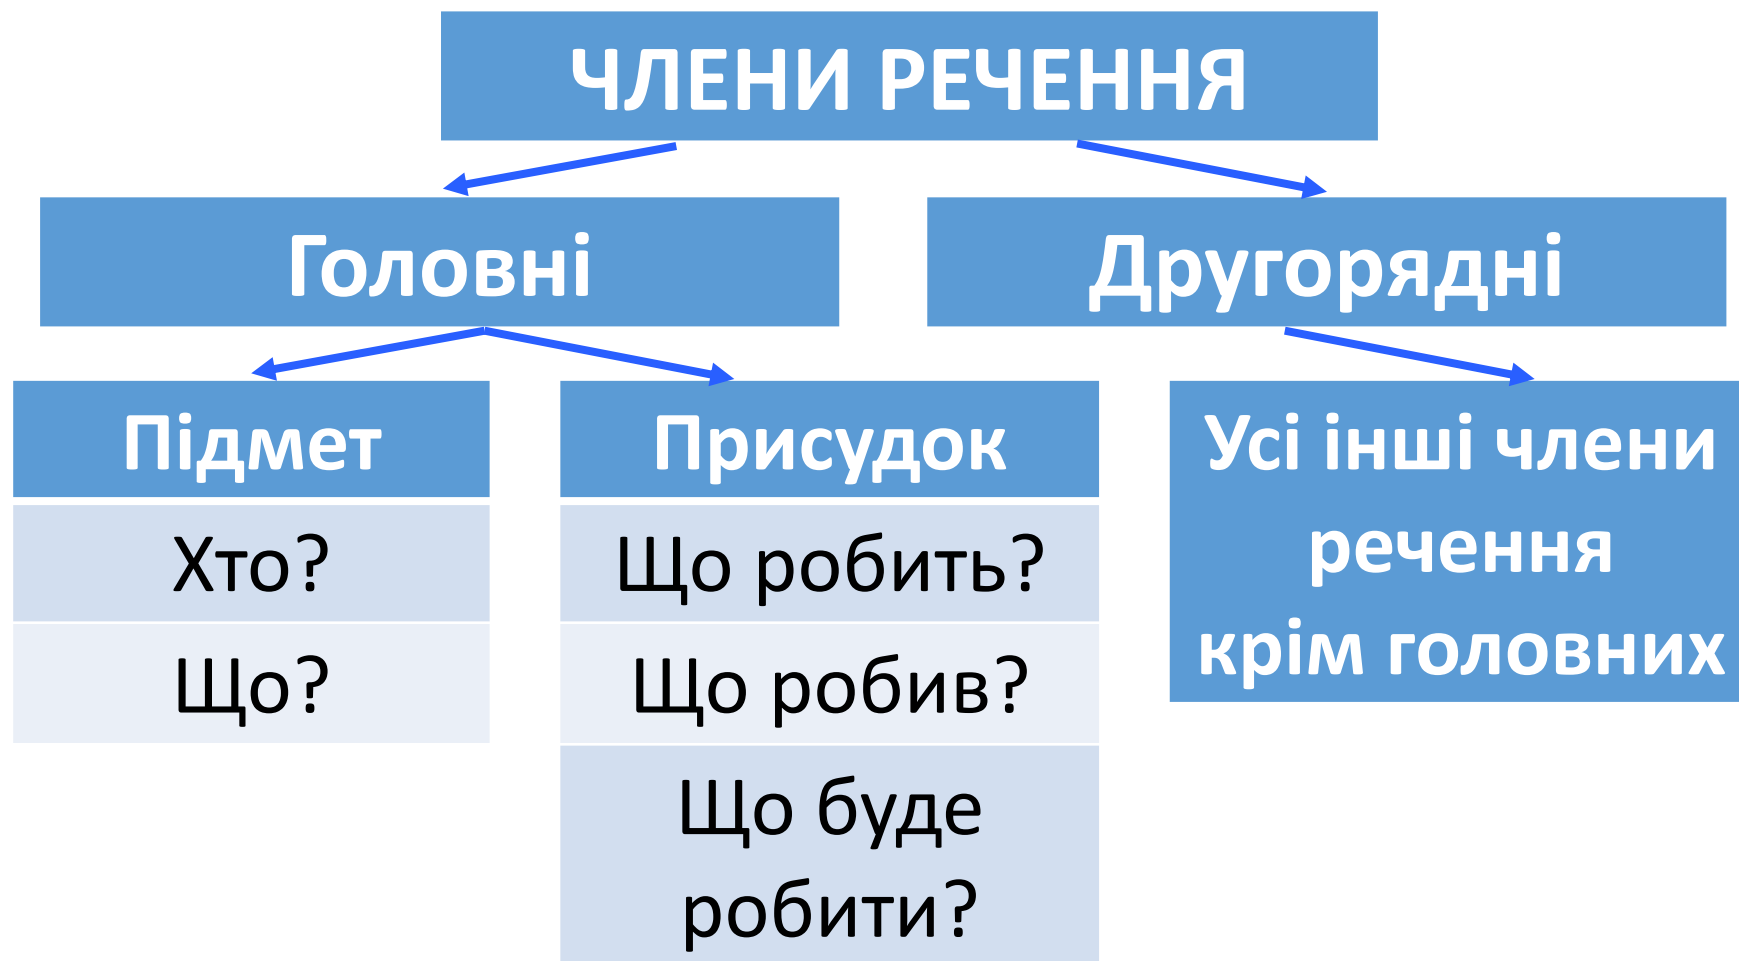 ЧЛЕНИ РЕЧЕННЯ
Головні
Другорядні
Підмет
Хто?
Що?
Присудок
Що робить?
Що робив?
Що буде
робити?
Усі інші члени
речення
крім головних